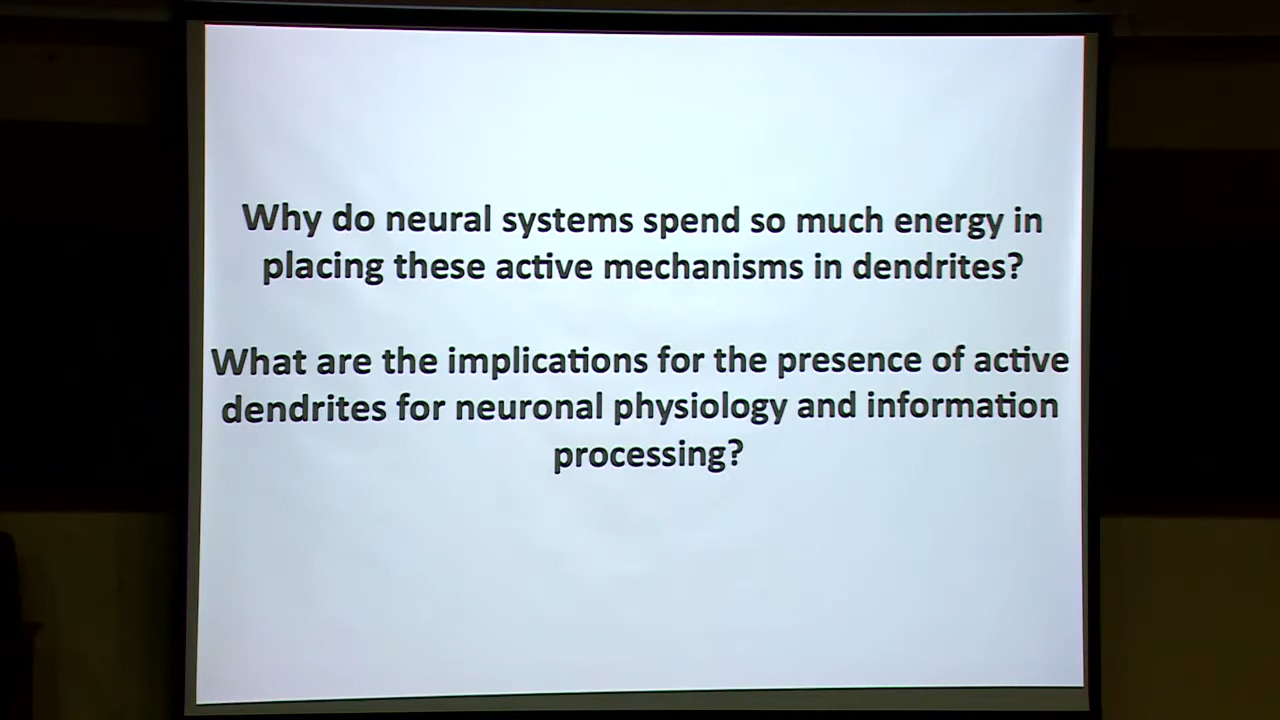 Why do neural systems spend so much energy in
placing these active mechanisms in dendrites?
What are the implications for the presence of active
dendrites for neuronal physiology and information
processing?